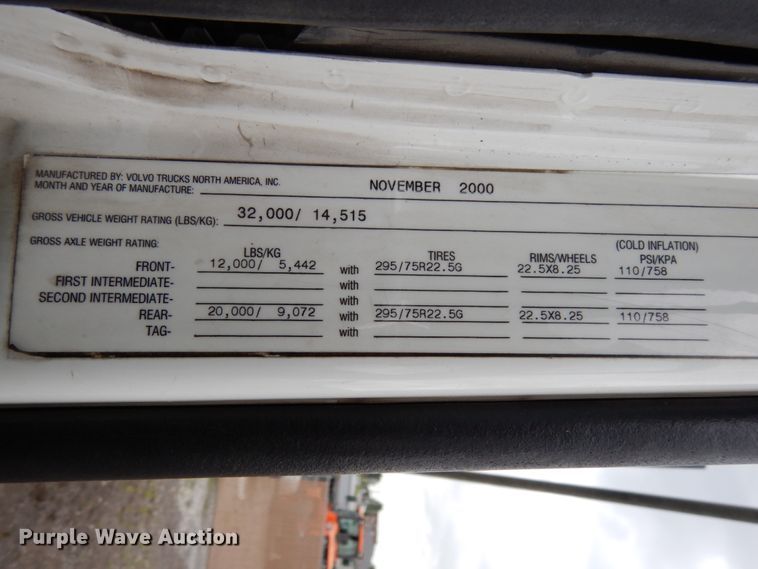 MANUFACTURED BY: VOLVO TRUCKS NORTH AMERICA, INC.
MONTH AND YEAR OF MANUFACTURE: NOVEMBER 2000
GROSS VEHICLE WEIGHT RATING (LBS/KG): 32,000/ 14,515
GROSS AXLE WEIGHT RATING: LBS/KG TIRES RIMS/WHEELS (COLD INFLATION) PSI/KPA
FRONT- 12,000/ 5,442 with 295/75R22.5G 22.5X8.25 110/758
FIRST INTERMEDIATE- with
SECOND INTERMEDIATE- with
REAR- 20,000/ 9,072 with 295/75R22.5G 22.5X8.25 110/758
TAG- with
Purple Wave Auction